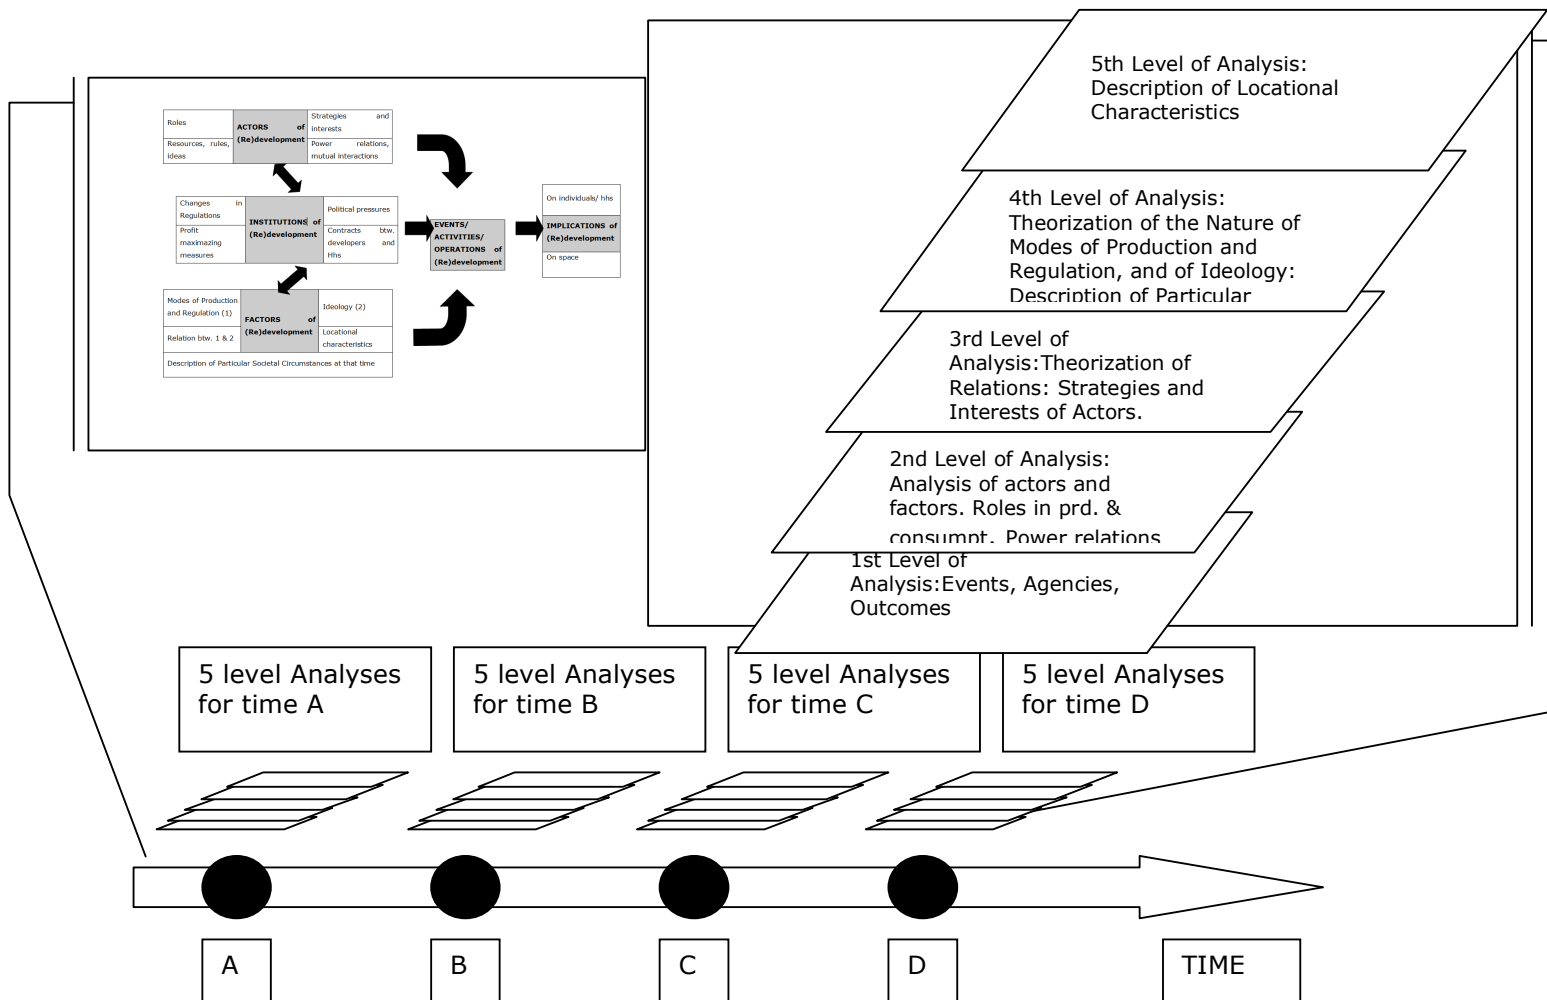 Roles
Resources, rules,
ideas
ACTORS of
(Re)development
Strategies and
interests
Power relations,
mutual interactions
Changes in
Regulations
Profit
maximazing
measures
INSTITUTIONS of
(Re)development
Political pressures
Contracts btw.
developers and
Hhs
Modes of Production
and Regulation (1)
Relation btw. 1 & 2
FACTORS of
(Re)development
Ideology (2)
Locational
characteristics
Description of Particular Societal Circumstances at that time
EVENTS/
ACTIVITIES/
OPERATIONS of
(Re)development
On individuals/ hhs
IMPLICATIONS of
(Re)development
On space
5th Level of Analysis:
Description of Locational
Characteristics
4th Level of Analysis:
Theorization of the Nature of
Modes of Production and
Regulation, and of Ideology:
Description of Particular
3rd Level of
Analysis:Theorization of
Relations: Strategies and
Interests of Actors.
2nd Level of Analysis:
Analysis of actors and
factors. Roles in prd. &
consumpt. Power relations
1st Level of
Analysis:Events, Agencies,
Outcomes
5 level Analyses
for time A
5 level Analyses
for time B
5 level Analyses
for time C
5 level Analyses
for time D
A
B
C
D
TIME